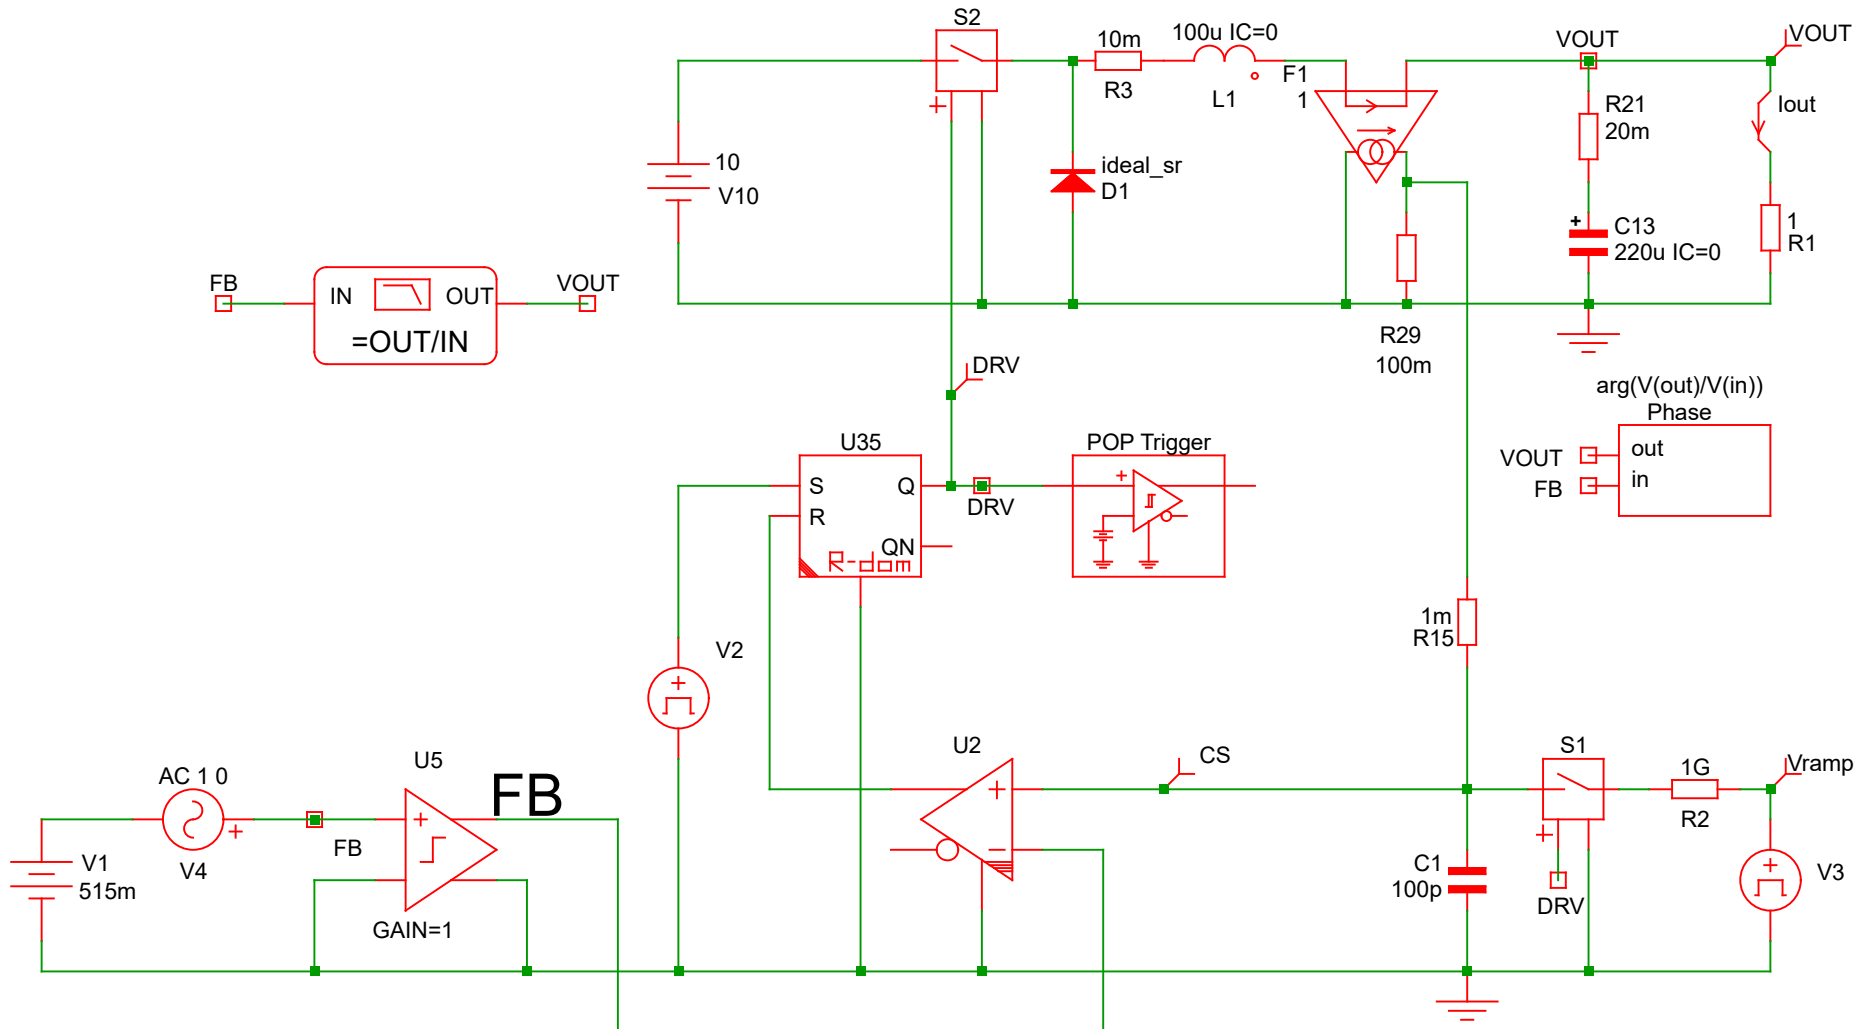 S2
10m
R3
100u IC=0
L1
F1
1
VOUT
VOUT
R21
20m
Iout
10
V10
ideal_sr
D1
C13
220u IC=0
1
R1
+
+
FB
IN
OUT
VOUT
=OUT/IN
R29
100m
DRV
arg(V(out)/V(in))
Phase
VOUT
out
FB
in
U35
S
Q
R
QN
R-dom
DRV
POP Trigger
+
1m
R15
V2
+
U2
CS
+
–
S1
1G
R2
Vramp
+
DRV
C1
100p
V3
+
AC 1 0
V4
+
V1
515m
FB
U5
+
FB
GAIN=1